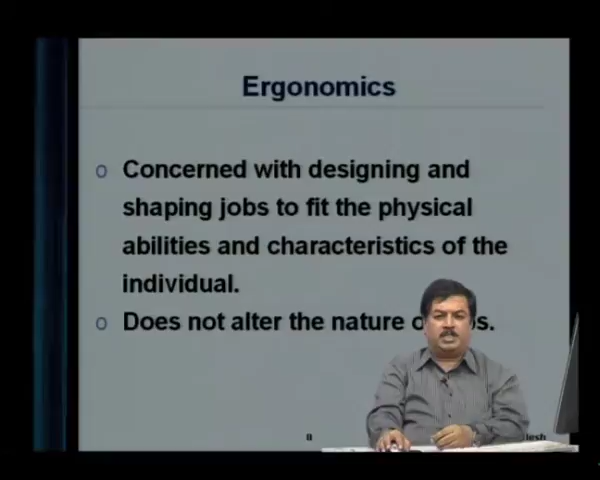 Ergonomics
o Concerned with designing and
shaping jobs to fit the physical
abilities and characteristics of the
individual.
o Does not alter the nature